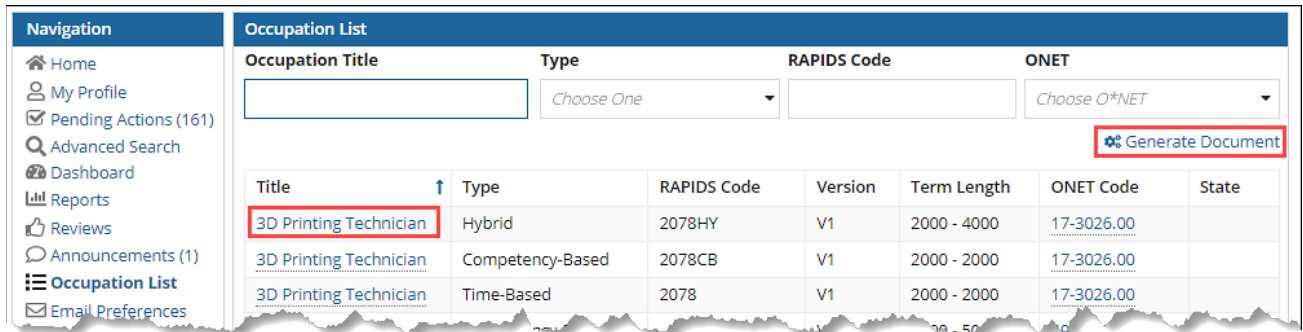 Navigation
Home
My Profile
Pending Actions (161)
Advanced Search
Dashboard
Reports
Reviews
Announcements (1)
Occupation List
Email Preferences
Occupation List
Occupation Title Type RAPIDS Code ONET
Choose One Choose O*NET
Generate Document
Title Type RAPIDS Code Version Term Length ONET Code State
3D Printing Technician Hybrid 2078HY V1 2000 - 4000 17-3026.00
3D Printing Technician Competency-Based 2078CB V1 2000 - 2000 17-3026.00
3D Printing Technician Time-Based 2078 V1 2000 - 2000 17-3026.00